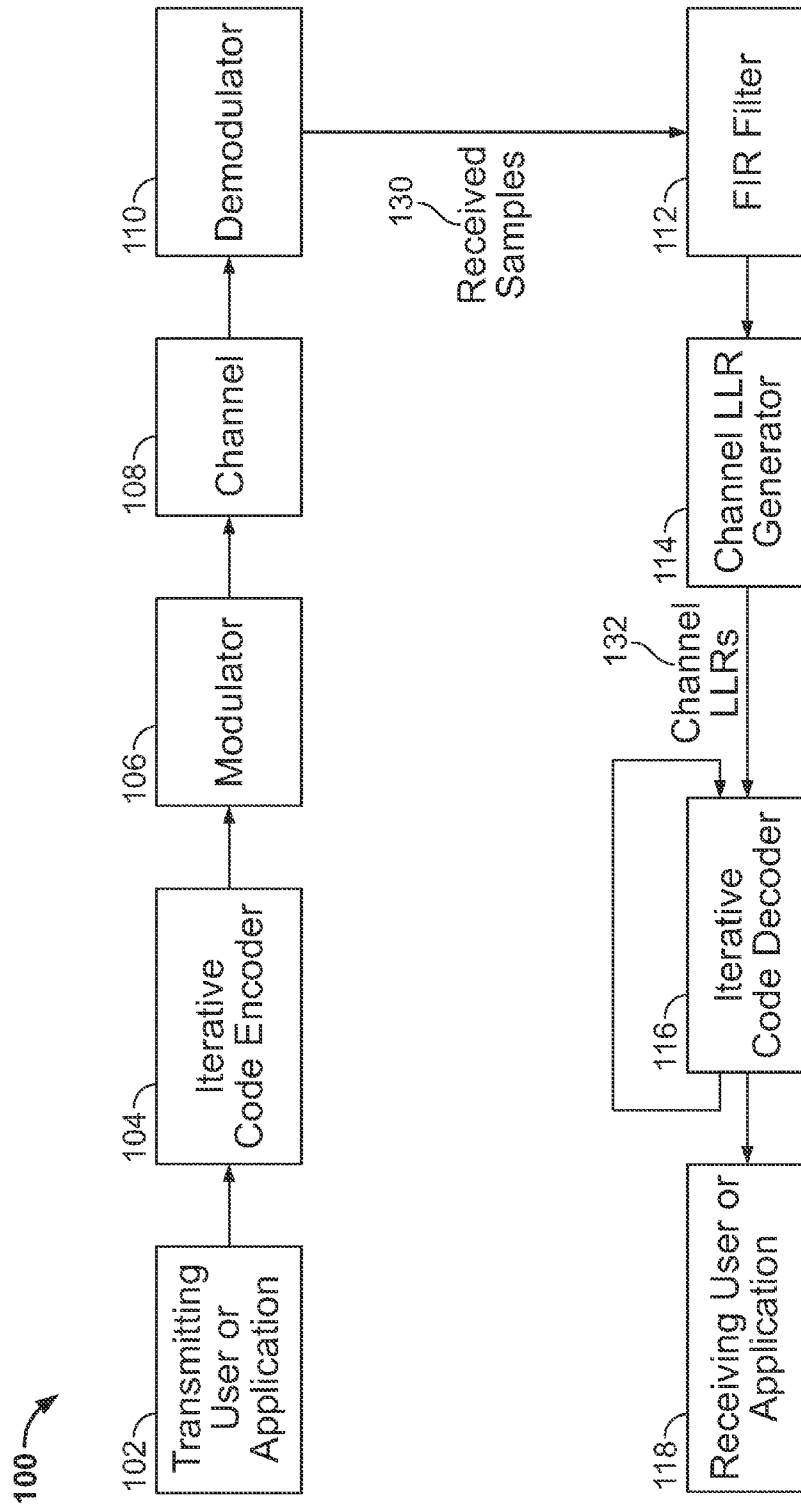 100
102
Transmitting
User or
Application
104
Iterative
Code Encoder
106
Modulator
108
Channel
110
Demodulator
130
Received
Samples
112
FIR Filter
114
Channel LLR
Generator
132
Channel
LLRs
116
Iterative
Code Decoder
118
Receiving User or
Application